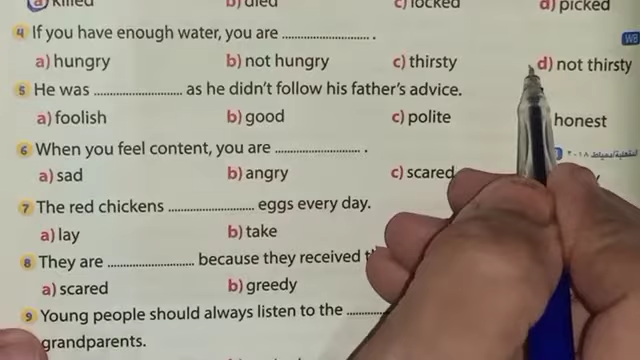 a) killed b) died c) locked d) picked
4 If you have enough water, you are .................... .
WB
a) hungry b) not hungry c) thirsty d) not thirsty
5 He was .................... as he didn't follow his father's advice.
a) foolish b) good c) polite honest
6 When you feel content, you are .................... .
a) sad b) angry c) scared
7 The red chickens .................... eggs every day.
a) lay b) take
8 They are .................... because they received
a) scared b) greedy
9 Young people should always listen to the ..........
grandparents.